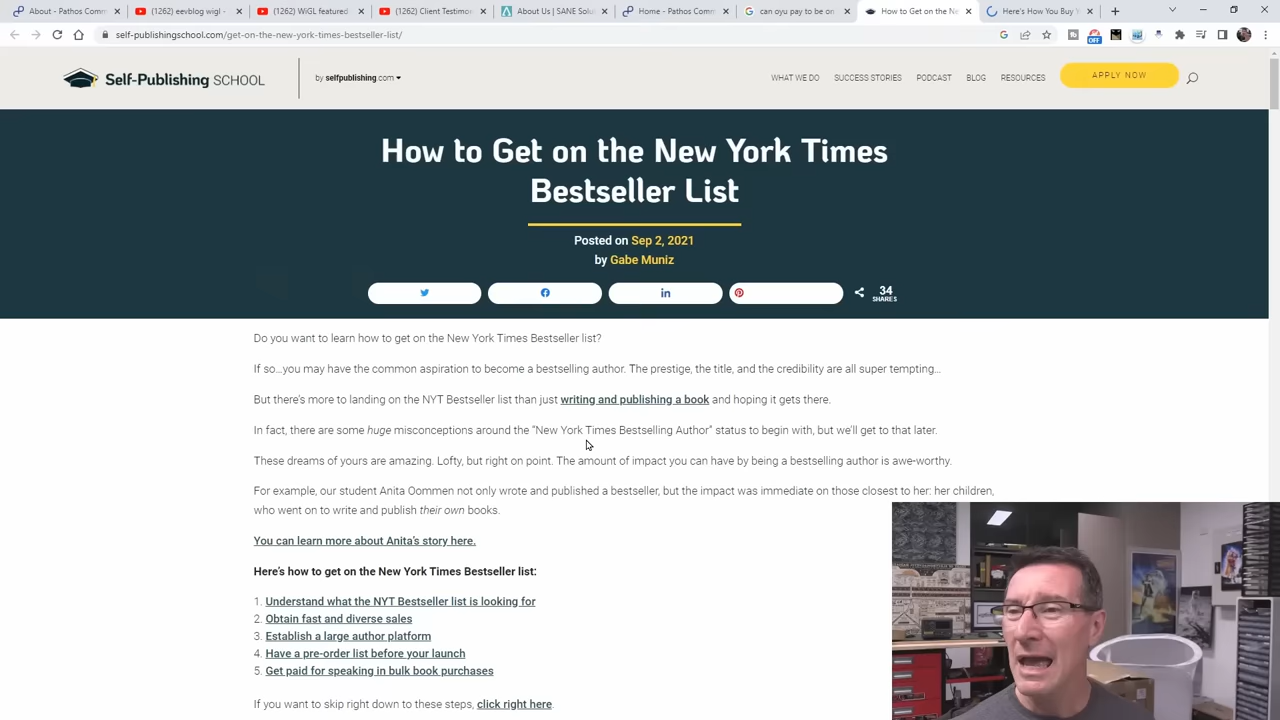 About - Pathos Comm
eevblog wigl -
(1262) WiGL featured
(1262) Client Testimon
About Us | SANE Solu
Home - Pathos Comm
can oyu pay to be on
How to Get on the Ne
Here's How You Buy Y
self-publishingschool.com/get-on-the-new-york-times-bestseller-list/
OFF
Self-Publishing SCHOOL
by selfpublishing.com
WHAT WE DO
SUCCESS STORIES
PODCAST
BLOG
RESOURCES
APPLY NOW
How to Get on the New York Times
Bestseller List
Posted on Sep 2, 2021
by Gabe Muniz
34
SHARES
Do you want to learn how to get on the New York Times Bestseller list?
If so…you may have the common aspiration to become a bestselling author. The prestige, the title, and the credibility are all super tempting…
But there's more to landing on the NYT Bestseller list than just writing and publishing a book and hoping it gets there.
In fact, there are some huge misconceptions around the "New York Times Bestselling Author" status to begin with, but we'll get to that later.
These dreams of yours are amazing. Lofty, but right on point. The amount of impact you can have by being a bestselling author is awe-worthy.
For example, our student Anita Oommen not only wrote and published a bestseller, but the impact was immediate on those closest to her: her children,
who went on to write and publish their own books.
You can learn more about Anita's story here.
Here's how to get on the New York Times Bestseller list:
1. Understand what the NYT Bestseller list is looking for
2. Obtain fast and diverse sales
3. Establish a large author platform
4. Have a pre-order list before your launch
5. Get paid for speaking in bulk book purchases
If you want to skip right down to these steps, click right here.